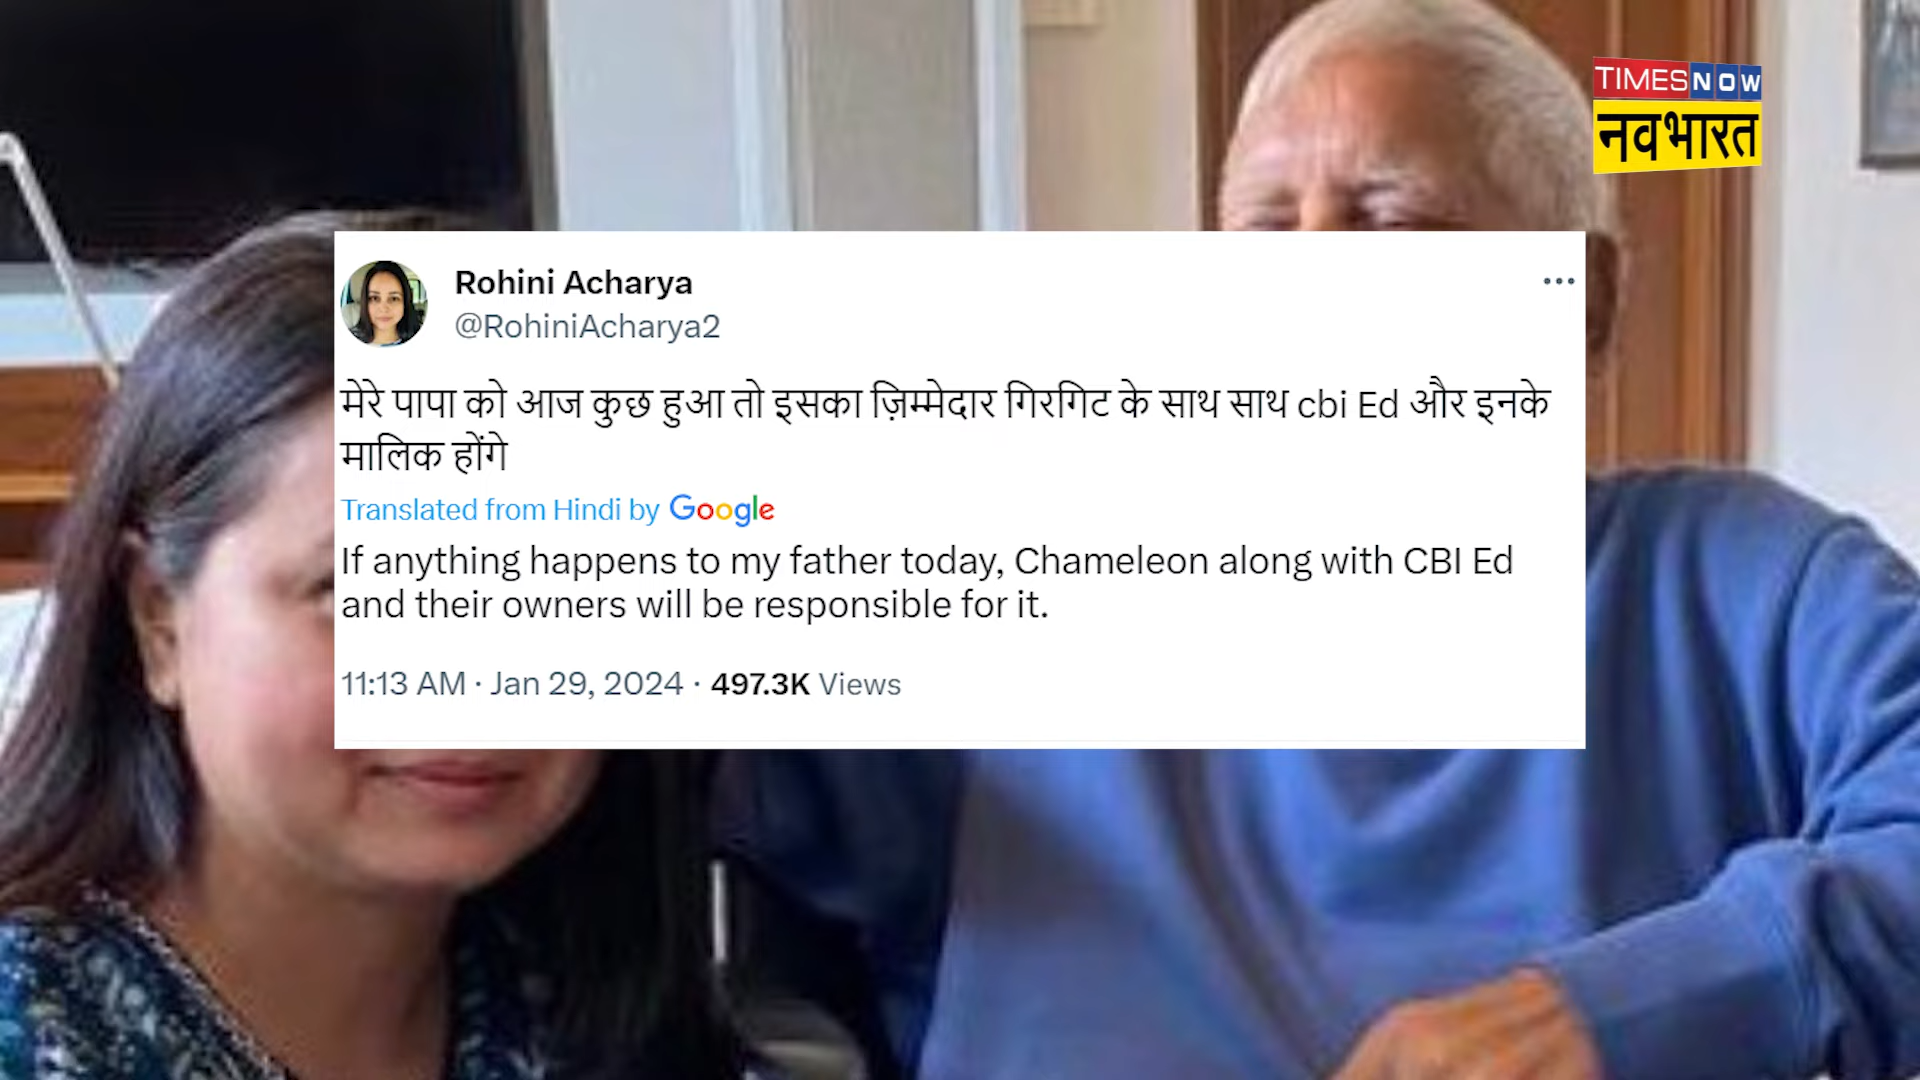 TIMES NOW
नवभारत
Rohini Acharya
@RohiniAcharya2
मेरे पापा को आज कुछ हुआ तो इसका ज़िम्मेदार गिरगिट के साथ साथ cbi Ed और इनके
मालिक होंगे
Translated from Hindi by Google
If anything happens to my father today, Chameleon along with CBI Ed
and their owners will be responsible for it.
11:13 AM · Jan 29, 2024 · 497.3K Views